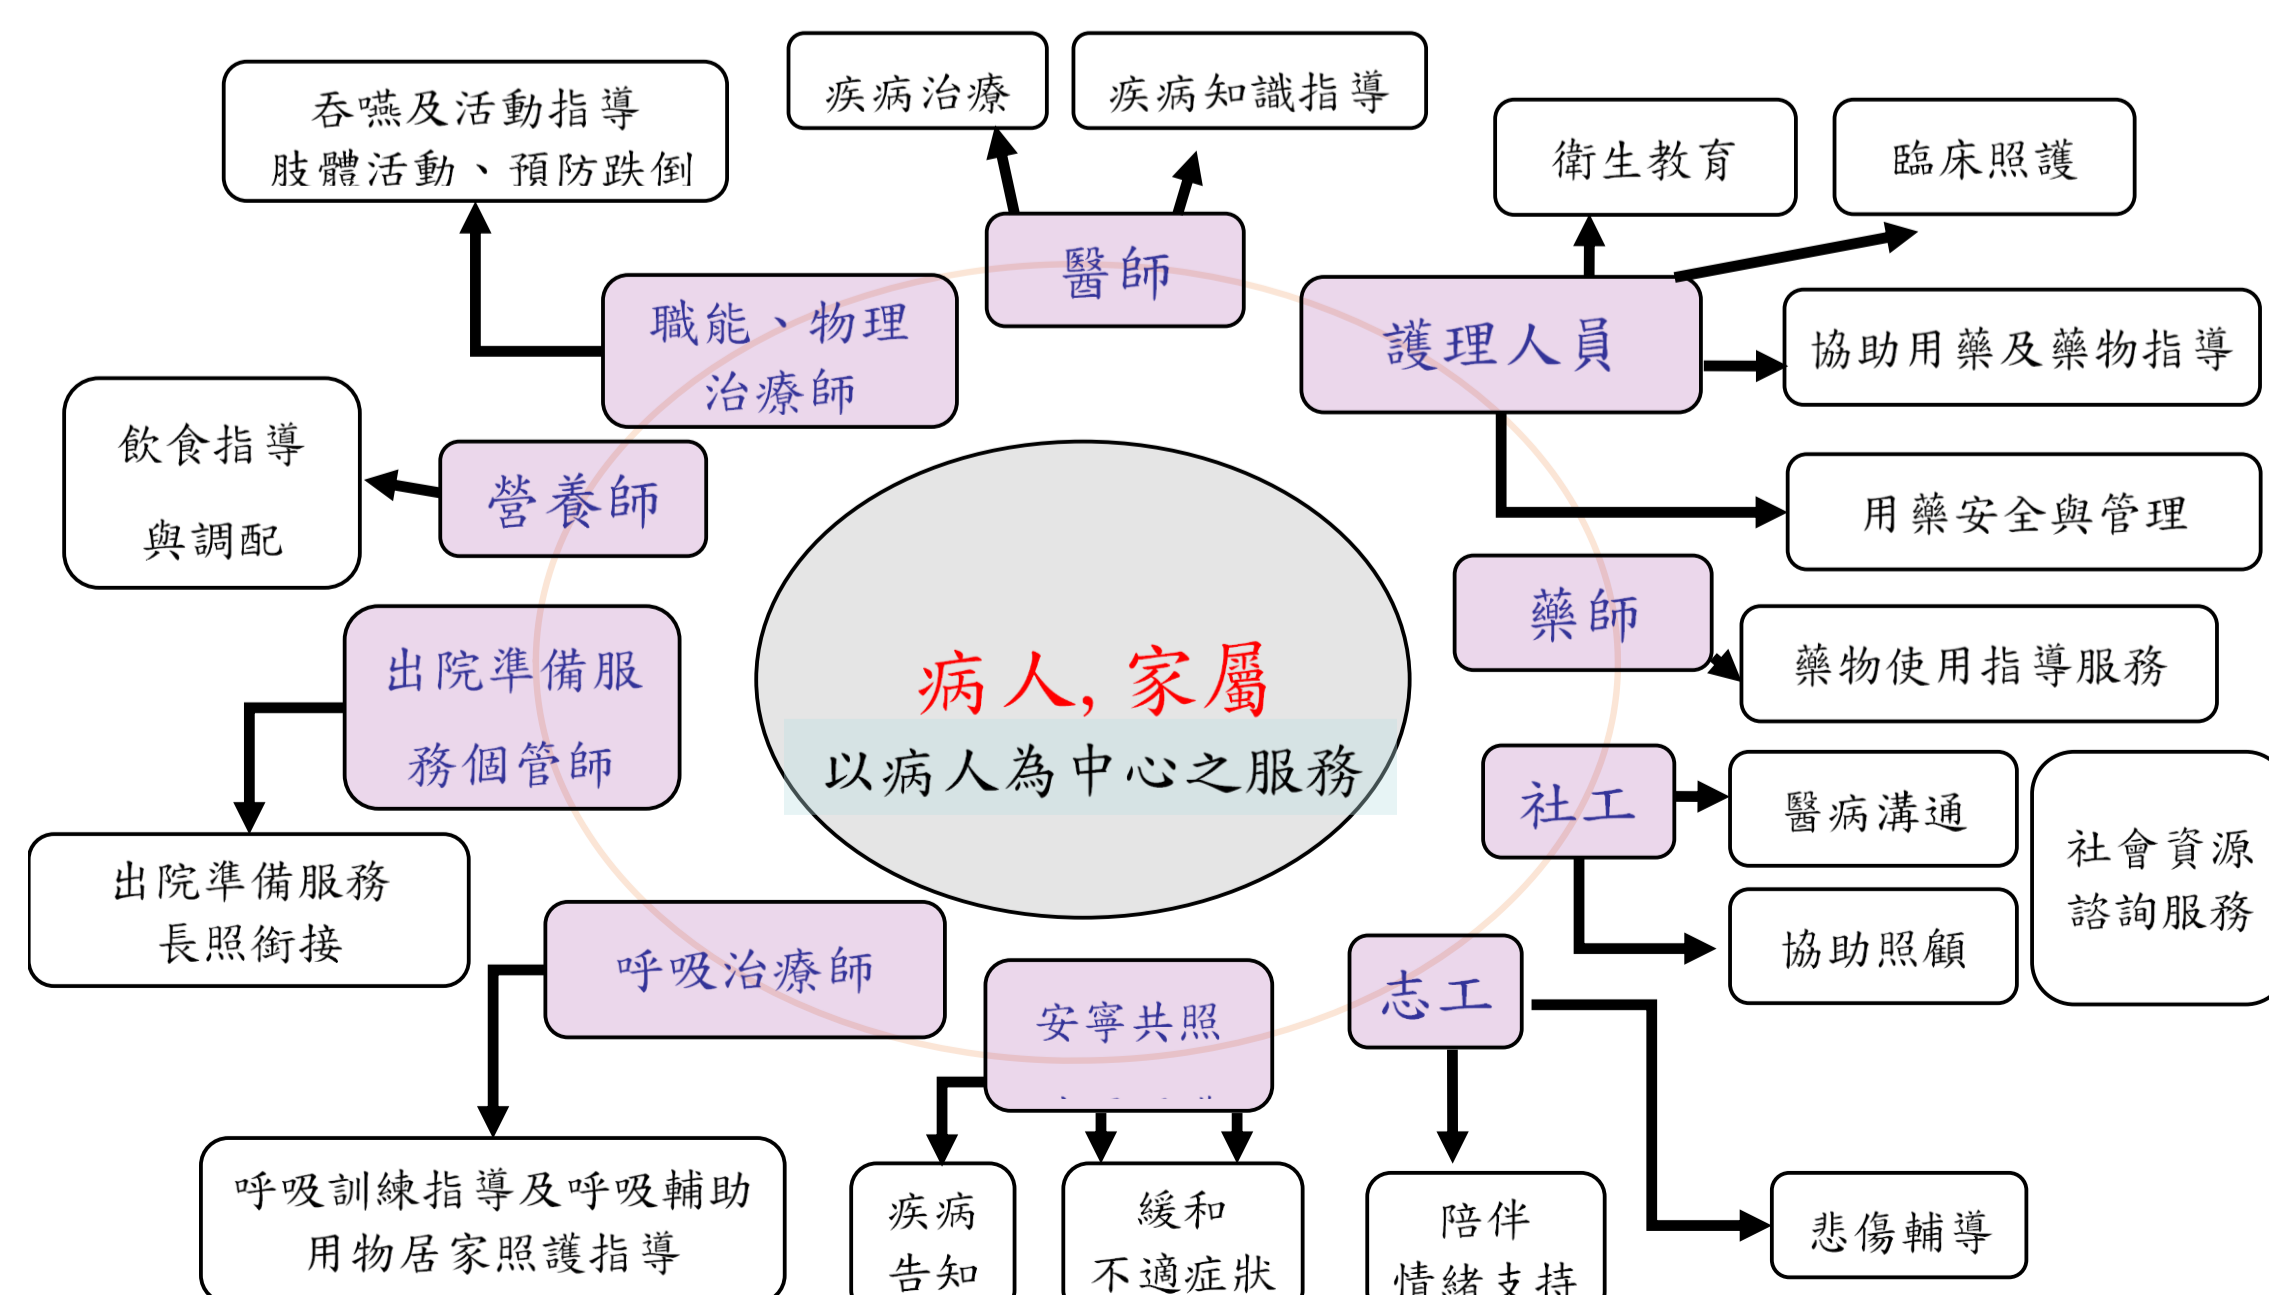 疾病治療
疾病知識指導
吞嚥及活動指導
肢體活動、預防跌倒
衛生教育
臨床照護
醫師
職能、物理
治療師
護理人員
協助用藥及藥物指導
飲食指導
與調配
營養師
用藥安全與管理
藥師
藥物使用指導服務
出院準備服
務個管師
病人,家屬
以病人為中心之服務
社工
醫病溝通
社會資源
諮詢服務
協助照顧
出院準備服務
長照銜接
呼吸治療師
安寧共照
志工
呼吸訓練指導及呼吸輔助
用物居家照護指導
疾病
告知
緩和
不適症狀
陪伴
情緒支持
悲傷輔導